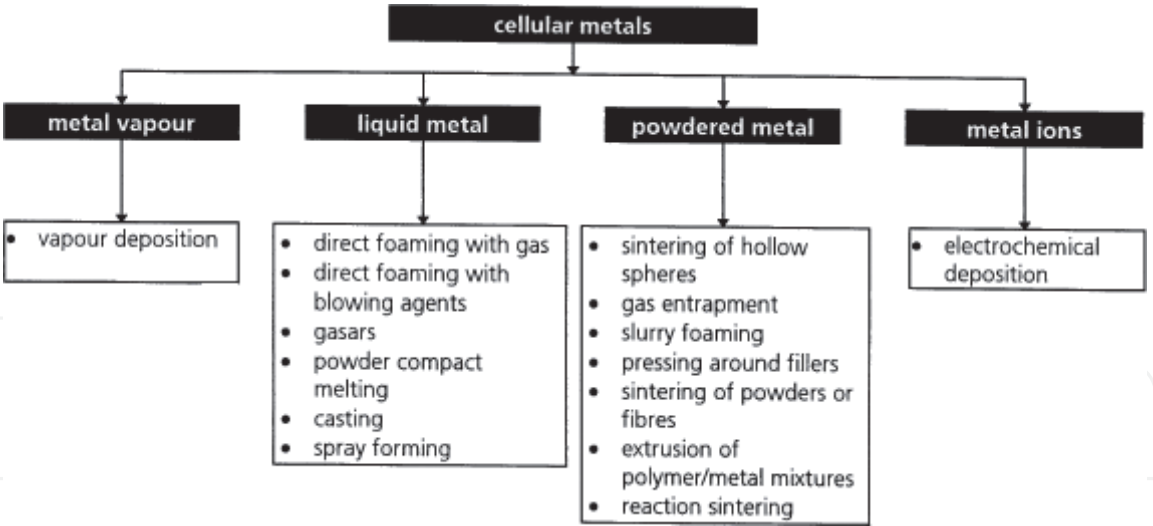 cellular metals
metal vapour
liquid metal
powdered metal
metal ions
• vapour deposition
• direct foaming with gas
• direct foaming with
blowing agents
• gasars
• powder compact
melting
• casting
• spray forming
• sintering of hollow
spheres
• gas entrapment
• slurry foaming
• pressing around fillers
• sintering of powders or
fibres
• extrusion of
polymer/metal mixtures
• reaction sintering
• electrochemical
deposition